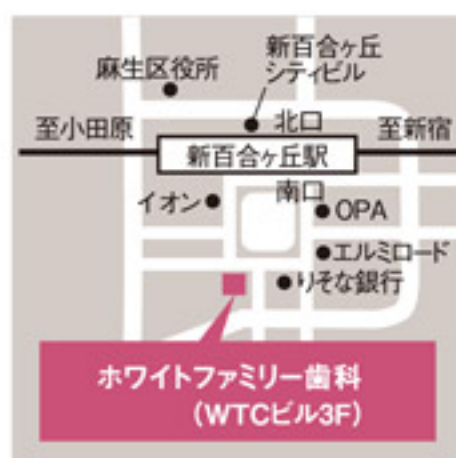 新百合ヶ丘
シティビル
麻生区役所
至小田原
北口
至新宿
新百合ヶ丘駅
南口
イオン
OPA
エルミロード
りそな銀行
ホワイトファミリー歯科
(WTCビル3F)